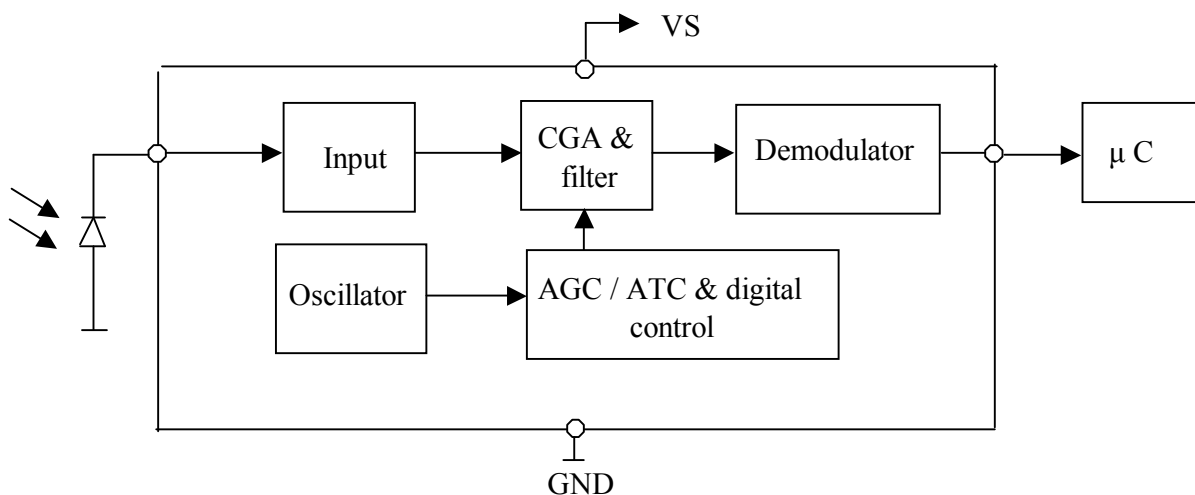 VS
Input
CGA &
filter
Demodulator
µ C
Oscillator
AGC / ATC & digital
control
GND